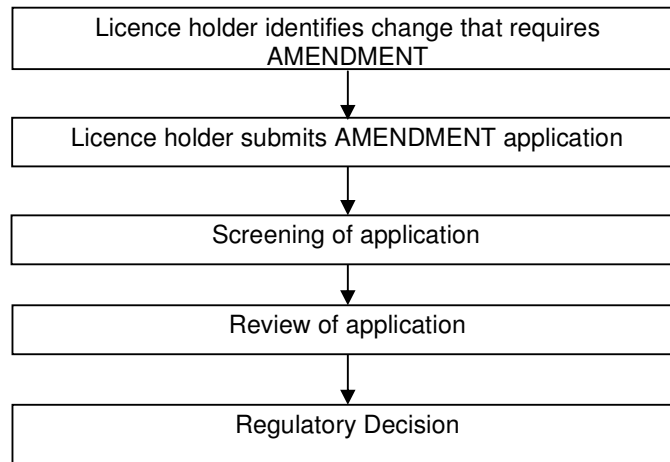 Licence holder identifies change that requires
AMENDMENT
Licence holder submits AMENDMENT application
Screening of application
Review of application
Regulatory Decision